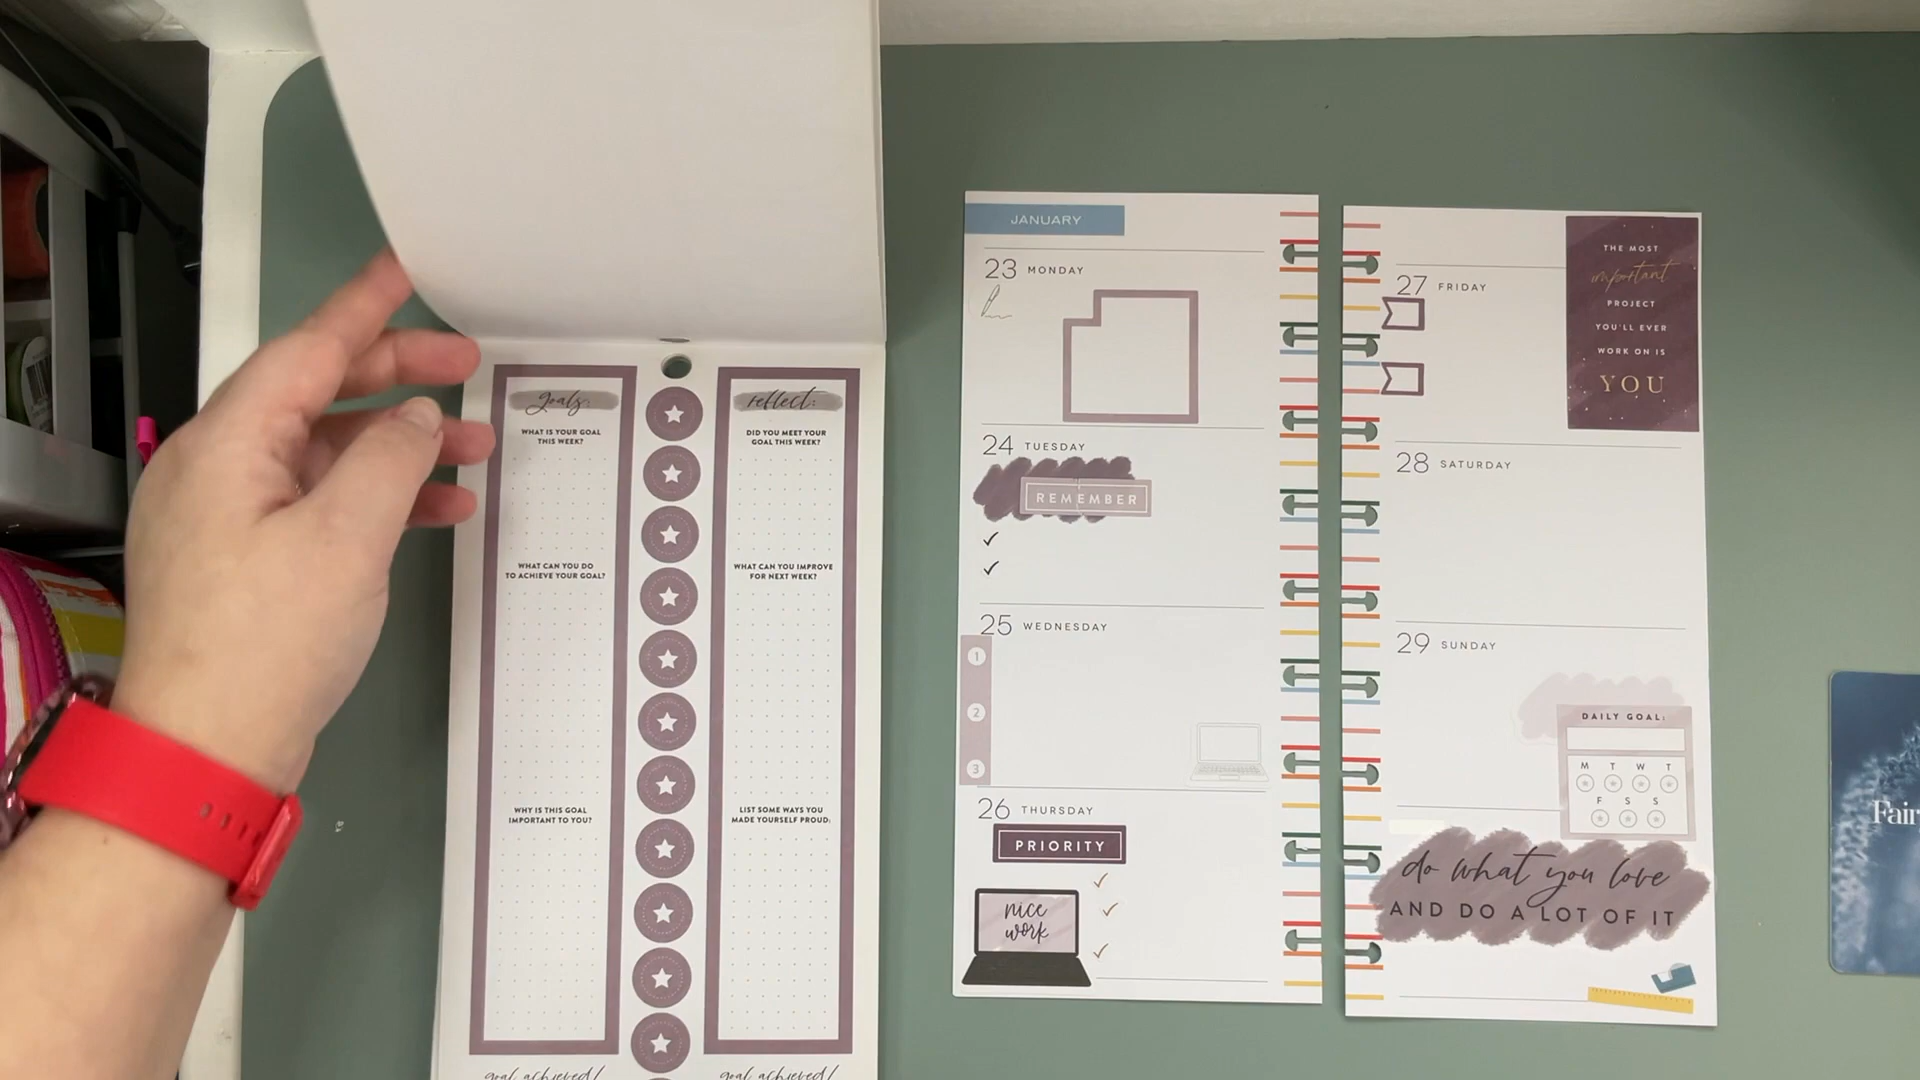 goals:
WHAT IS YOUR GOAL
THIS WEEK?
WHAT CAN YOU DO
TO ACHIEVE YOUR GOAL?
WHY IS THIS GOAL
IMPORTANT TO YOU?
goal achieved!
reflect:
DID YOU MEET YOUR
GOAL THIS WEEK?
WHAT CAN YOU IMPROVE
FOR NEXT WEEK?
LIST SOME WAYS YOU
MADE YOURSELF PROUD:
goal achieved!
JANUARY
23 MONDAY
24 TUESDAY
REMEMBER
25 WEDNESDAY
1
2
3
26 THURSDAY
PRIORITY
nice
work
27 FRIDAY
THE MOST
important
PROJECT
YOU'LL EVER
WORK ON IS
YOU
28 SATURDAY
29 SUNDAY
DAILY GOAL:
M T W T
F S S
do what you love
AND DO A LOT OF IT